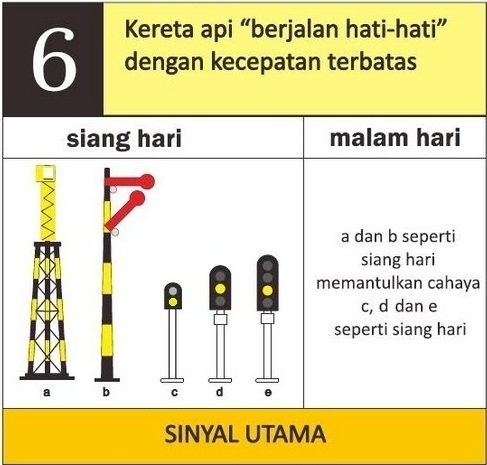 6
Kereta api “berjalan hati-hati”
dengan kecepatan terbatas
siang hari
malam hari
a dan b seperti
siang hari
memantulkan cahaya
c, d dan e
seperti siang hari
a b c d e
SINYAL UTAMA